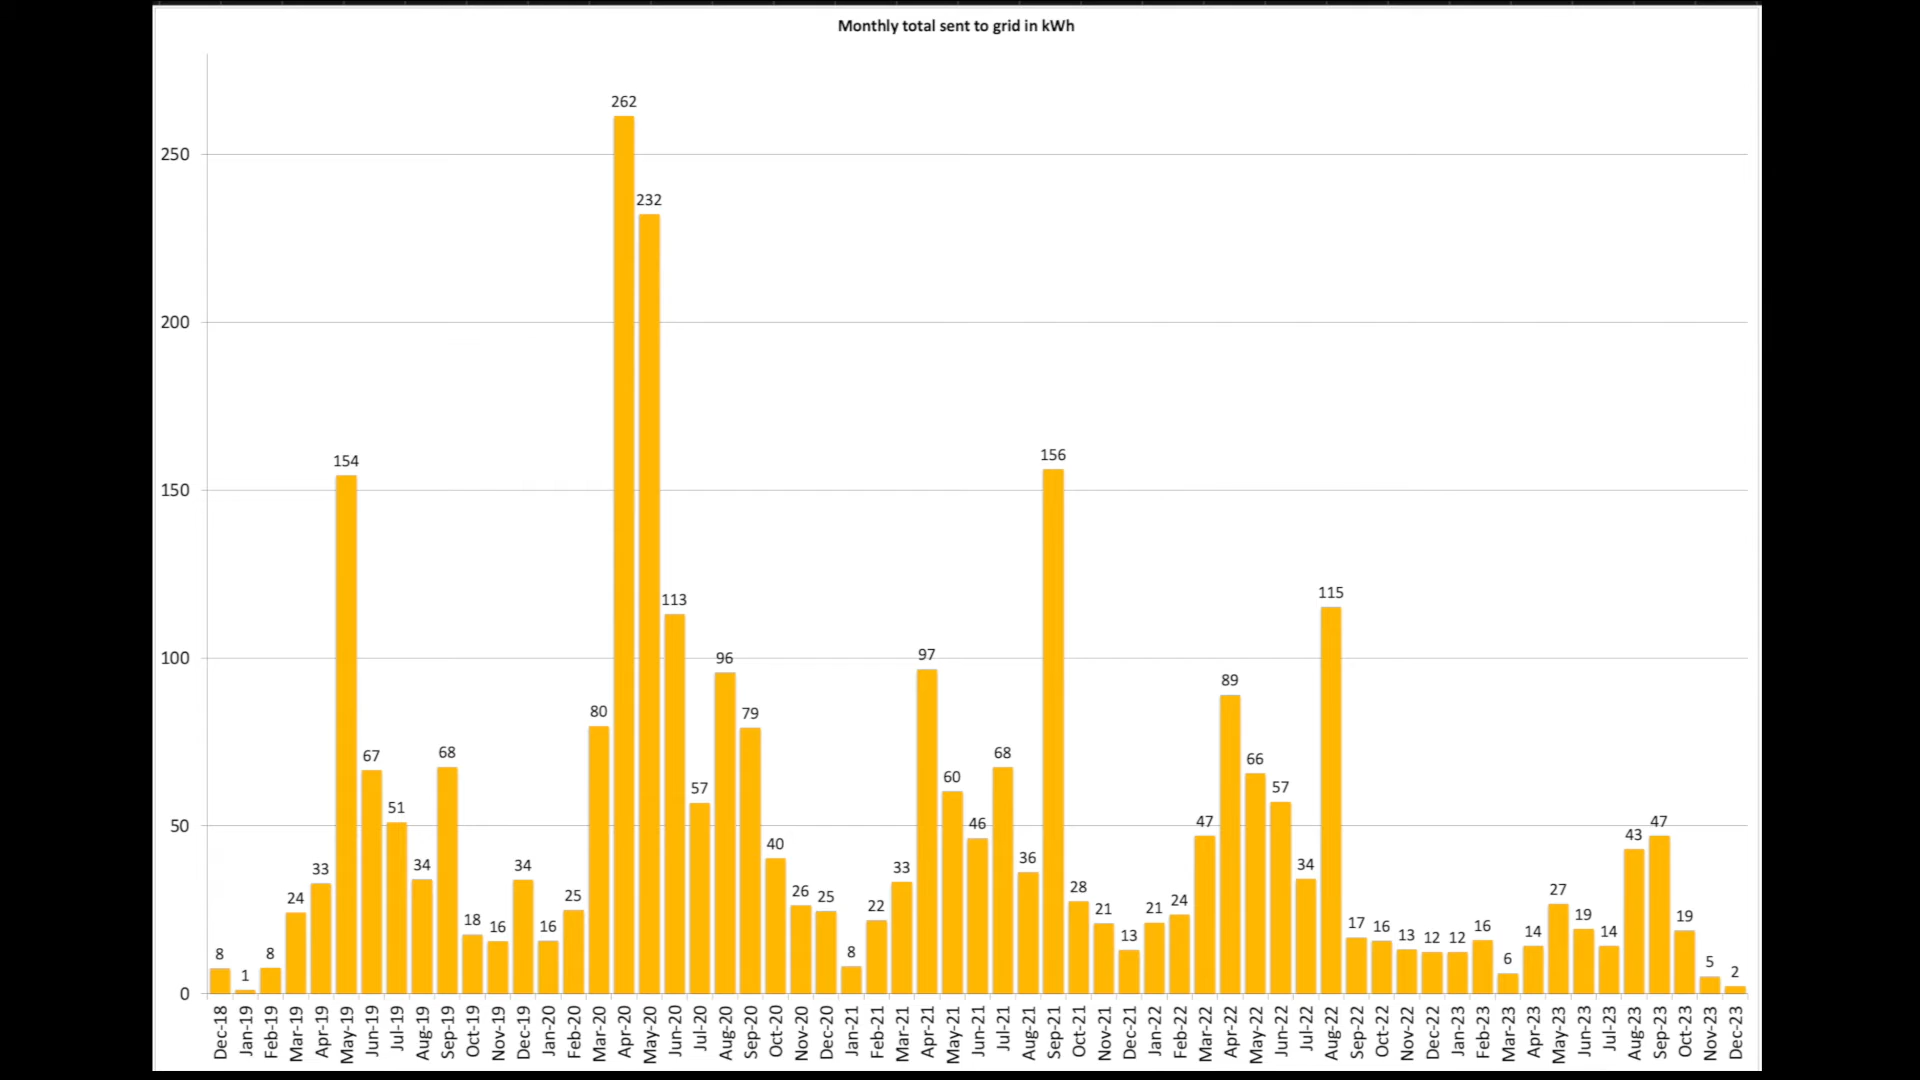 Monthly total sent to grid in kWh
250
200
150
100
50
0
8 1 8 24 33 154 67 51 34 68 18 16 34 16 25 80 262 232 113 57 96 79 40 26 25 8 22 33 97 60 46 68 36 156 28 21 13 21 24 47 89 66 57 34 115 17 16 13 12 12 16 6 14 27 19 14 43 47 19 5 2
Dec-18 Jan-19 Feb-19 Mar-19 Apr-19 May-19 Jun-19 Jul-19 Aug-19 Sep-19 Oct-19 Nov-19 Dec-19 Jan-20 Feb-20 Mar-20 Apr-20 May-20 Jun-20 Jul-20 Aug-20 Sep-20 Oct-20 Nov-20 Dec-20 Jan-21 Feb-21 Mar-21 Apr-21 May-21 Jun-21 Jul-21 Aug-21 Sep-21 Oct-21 Nov-21 Dec-21 Jan-22 Feb-22 Mar-22 Apr-22 May-22 Jun-22 Jul-22 Aug-22 Sep-22 Oct-22 Nov-22 Dec-22 Jan-23 Feb-23 Mar-23 Apr-23 May-23 Jun-23 Jul-23 Aug-23 Sep-23 Oct-23 Nov-23 Dec-23